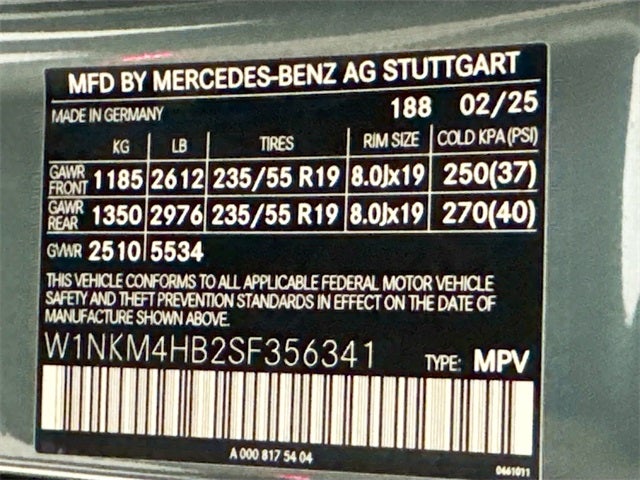 MFD BY MERCEDES-BENZ AG STUTTGART
MADE IN GERMANY 188 02/25
KG LB TIRES RIM SIZE COLD KPA(PSI)
GAWR FRONT 1185 2612 235/55 R19 8.0Jx19 250(37)
GAWR REAR 1350 2976 235/55 R19 8.0Jx19 270(40)
GVWR 2510 5534
THIS VEHICLE CONFORMS TO ALL APPLICABLE FEDERAL MOTOR VEHICLE
SAFETY AND THEFT PREVENTION STANDARDS IN EFFECT ON THE DATE OF
MANUFACTURE SHOWN ABOVE.
W1NKM4HB2SF356341 TYPE: MPV
A 000 817 54 04
0461011